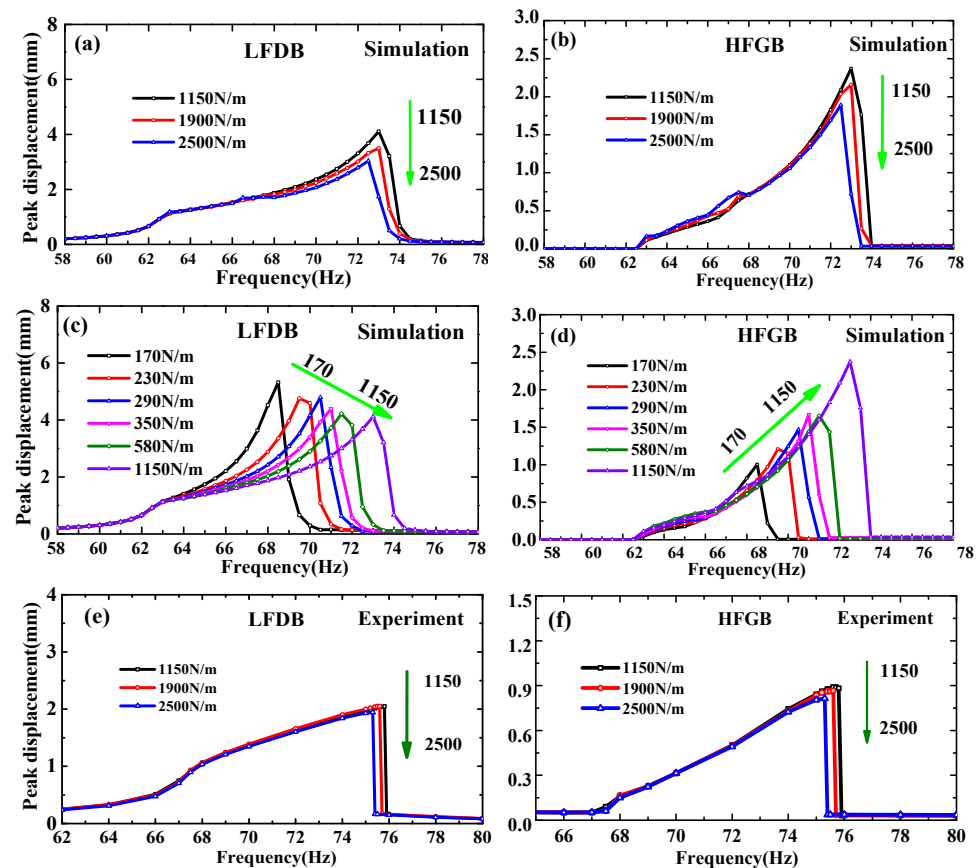 (a) LFDB Simulation
1150N/m
1900N/m
2500N/m
1150
2500
Peak displacement(mm)
8
6
4
2
0
58 60 62 64 66 68 70 72 74 76 78
Frequency(Hz)
(b) HFGB Simulation
1150N/m
1900N/m
2500N/m
1150
2500
3.0
2.5
2.0
1.5
1.0
0.5
0.0
58 60 62 64 66 68 70 72 74 76 78
Frequency(Hz)
(c) LFDB Simulation
170N/m
230N/m
290N/m
350N/m
580N/m
1150N/m
170
1150
Peak displacement(mm)
8
6
4
2
0
58 60 62 64 66 68 70 72 74 76 78
Frequency(Hz)
(d) HFGB Simulation
170N/m
230N/m
290N/m
350N/m
580N/m
1150N/m
170
1150
3.0
2.5
2.0
1.5
1.0
0.5
0.0
58 60 62 64 66 68 70 72 74 76 78
Frequency(Hz)
(e) LFDB Experiment
1150N/m
1900N/m
2500N/m
1150
2500
Peak displacement(mm)
4
3
2
1
0
62 64 66 68 70 72 74 76 78 80
Frequency(Hz)
(f) HFGB Experiment
1150N/m
1900N/m
2500N/m
1150
2500
1.5
1.2
0.9
0.6
0.3
0.0
66 68 70 72 74 76 78 80
Frequency(Hz)